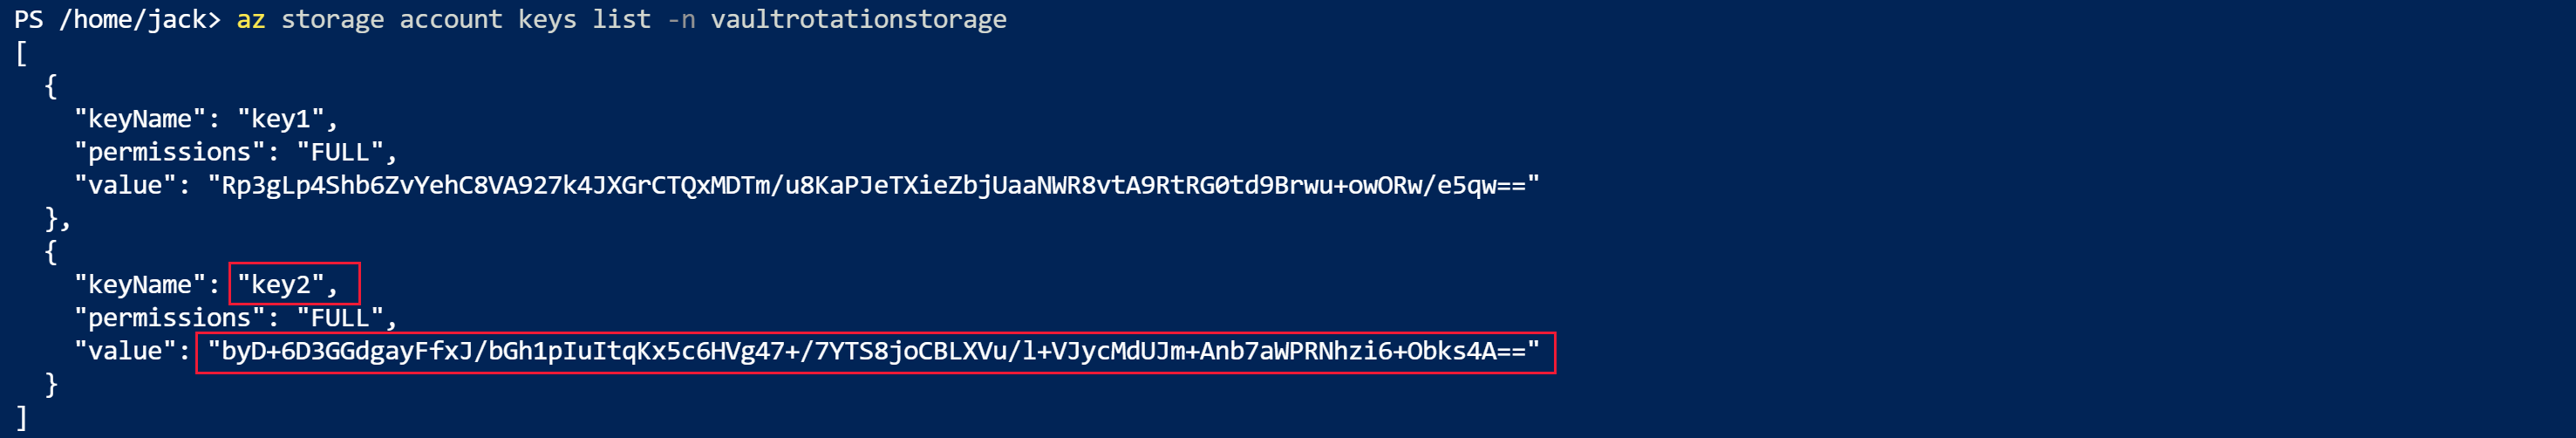 PS /home/jack> az storage account keys list -n vaultrotationstorage
[
  {
    "keyName": "key1",
    "permissions": "FULL",
    "value": "Rp3gLp4Shb6ZvYehC8VA927k4JXGrCTQxMDTm/u8KaPJeTXieZbjUaaNWR8vtA9RtRG0td9Brwu+owORw/e5qw=="
  },
  {
    "keyName": "key2",
    "permissions": "FULL",
    "value": "byD+6D3GGdgayFfxJ/bGh1pIuItqKx5c6HVg47+/7YTS8joCBLXVu/l+VJycMdUJm+Anb7aWPRNhzi6+Obks4A=="
  }
]